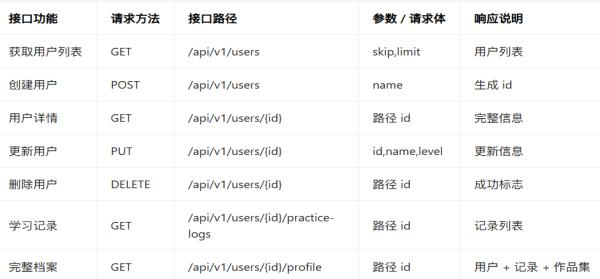 接口功能 请求方法 接口路径 参数 / 请求体 响应说明
获取用户列表 GET /api/v1/users skip,limit 用户列表
创建用户 POST /api/v1/users name 生成 id
用户详情 GET /api/v1/users/{id} 路径 id 完整信息
更新用户 PUT /api/v1/users/{id} id,name,level 更新信息
删除用户 DELETE /api/v1/users/{id} 路径 id 成功标志
学习记录 GET /api/v1/users/{id}/practice-logs 路径 id 记录列表
完整档案 GET /api/v1/users/{id}/profile 路径 id 用户 + 记录 + 作品集